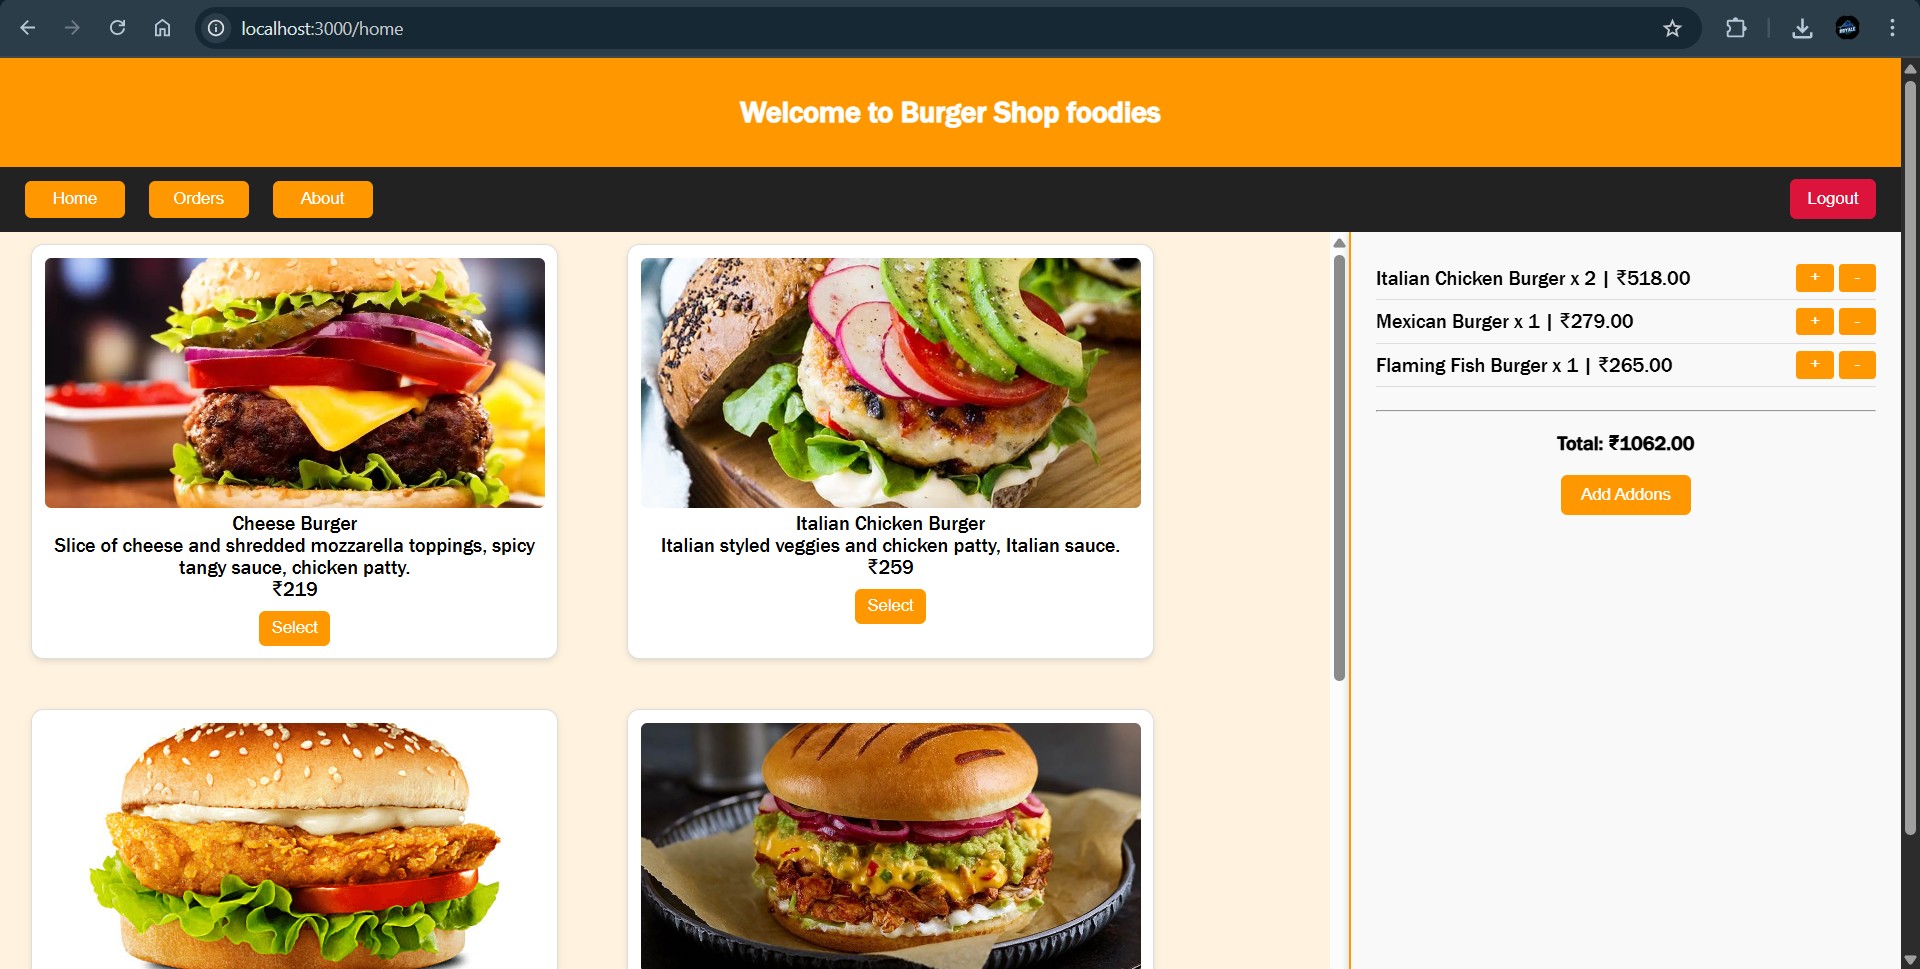 localhost:3000/home
Welcome to Burger Shop foodies
Home
Orders
About
Logout
Cheese Burger
Slice of cheese and shredded mozzarella toppings, spicy
tangy sauce, chicken patty.
₹219
Select
Italian Chicken Burger
Italian styled veggies and chicken patty, Italian sauce.
₹259
Select
Italian Chicken Burger x 2 | ₹518.00
+ -
Mexican Burger x 1 | ₹279.00
+ -
Flaming Fish Burger x 1 | ₹265.00
+ -
Total: ₹1062.00
Add Addons